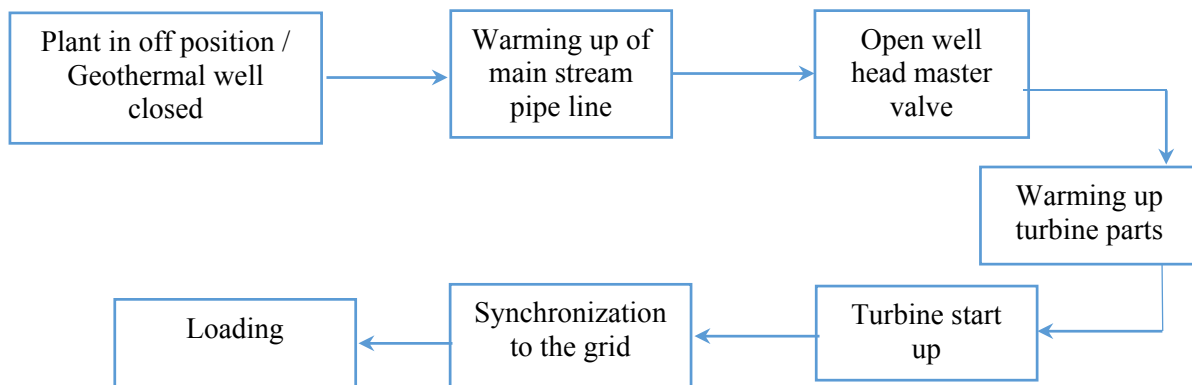 Plant in off position /
Geothermal well
closed
Warming up of
main stream
pipe line
Open well
head master
valve
Warming up
turbine parts
Turbine start
up
Synchronization
to the grid
Loading